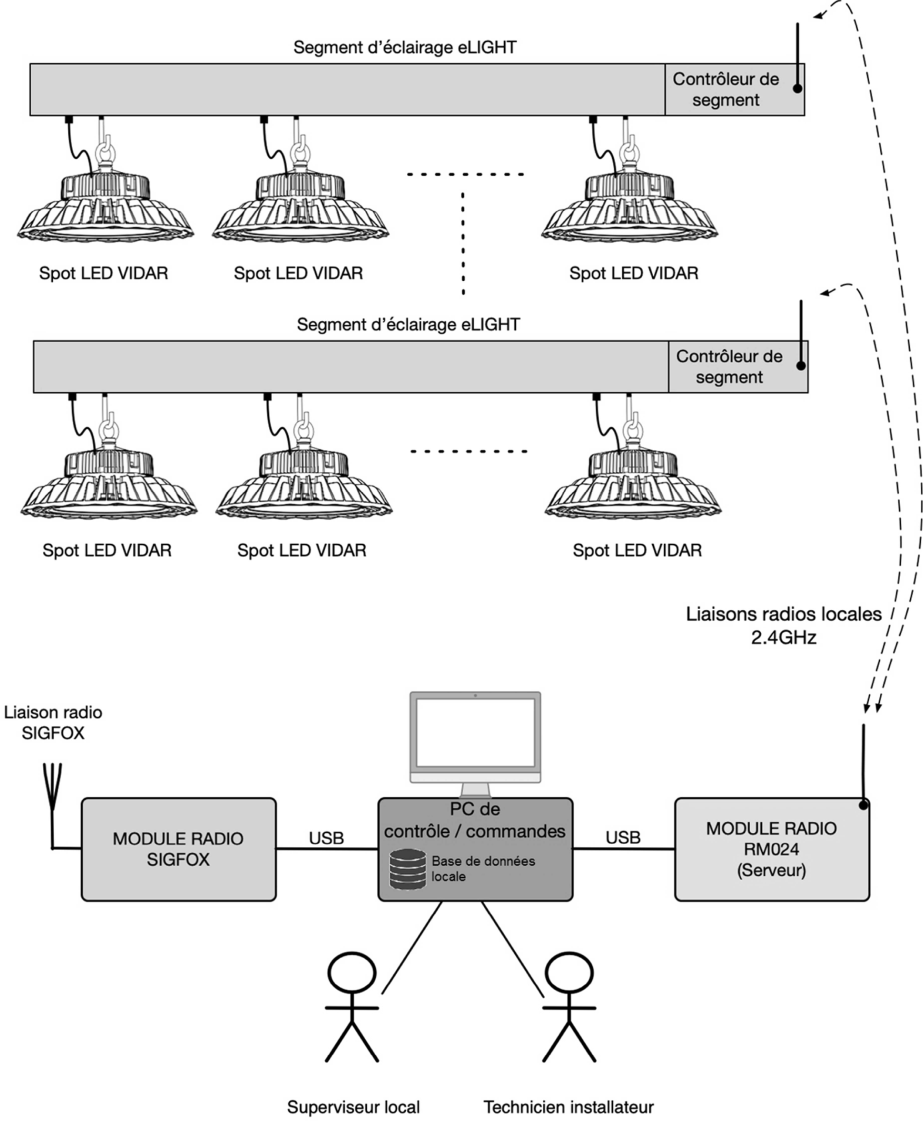 Segment d'éclairage eLIGHT
Contrôleur de
segment
Spot LED VIDAR
Spot LED VIDAR
Spot LED VIDAR
Segment d'éclairage eLIGHT
Contrôleur de
segment
Spot LED VIDAR
Spot LED VIDAR
Spot LED VIDAR
Liaisons radios locales
2.4GHz
Liaison radio
SIGFOX
MODULE RADIO
SIGFOX
USB
PC de
contrôle / commandes
Base de données
locale
USB
MODULE RADIO
RM024
(Serveur)
Superviseur local
Technicien installateur